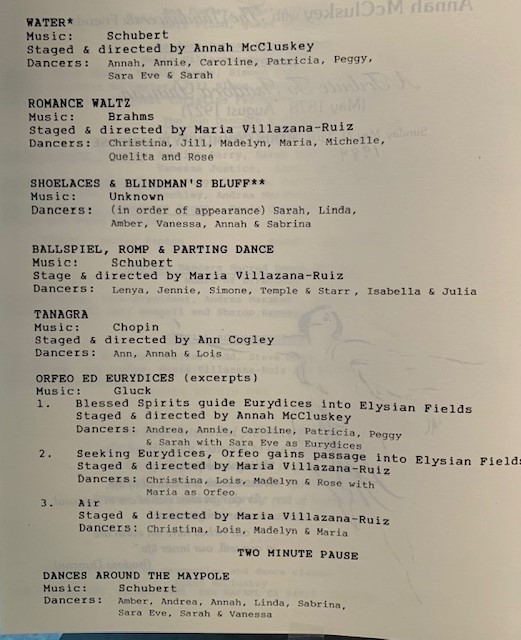 WATER*
Music: Schubert
Staged & directed by Annah McCluskey
Dancers: Annah, Annie, Caroline, Patricia, Peggy,
Sara Eve & Sarah
ROMANCE WALTZ
Music: Brahms
Staged & directed by Maria Villazana-Ruiz
Dancers: Christina, Jill, Madelyn, Maria, Michelle,
Quelita and Rose
SHOELACES & BLINDMAN'S BLUFF**
Music: Unknown
Dancers: (in order of appearance) Sarah, Linda,
Amber, Vanessa, Annah & Sabrina
BALLSPIEL, ROMP & PARTING DANCE
Music: Schubert
Stage & directed by Maria Villazana-Ruiz
Dancers: Lenya, Jennie, Simone, Temple & Starr, Isabella & Julia
TANAGRA
Music: Chopin
Staged & directed by Ann Cogley
Dancers: Ann, Annah & Lois
ORFEO ED EURYDICES (excerpts)
Music: Gluck
1. Blessed Spirits guide Eurydices into Elysian Fields
Staged & directed by Annah McCluskey
Dancers: Andrea, Annie, Caroline, Patricia, Peggy
& Sarah with Sara Eve as Eurydices
2. Seeking Eurydices, Orfeo gains passage into Elysian Fields
Staged & directed by Maria Villazana-Ruiz
Dancers: Christina, Lois, Madelyn & Rose with
Maria as Orfeo
3. Air
Staged & directed by Maria Villazana-Ruiz
Dancers: Christina, Lois, Madelyn & Maria
TWO MINUTE PAUSE
DANCES AROUND THE MAYPOLE
Music: Schubert
Dancers: Amber, Andrea, Annah, Linda, Sabrina,
Sara Eve, Sarah & Vanessa